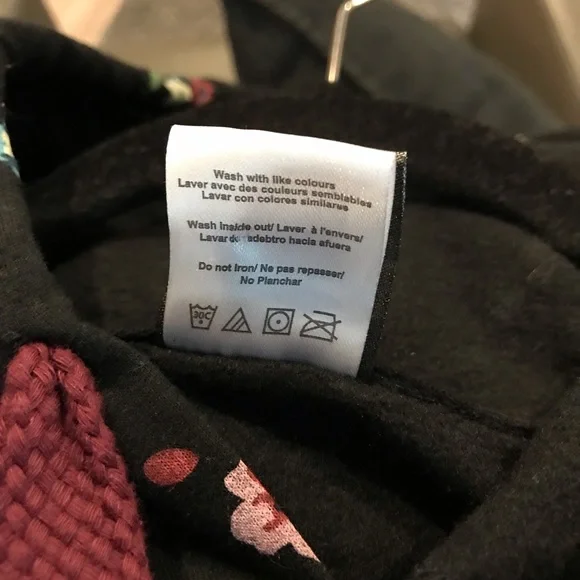 Wash with like colours
Laver avec des couleurs semblables
Lavar con colores similares
Wash inside out/ Laver à l'envers/
Lavar de adebtro hacia afuera
Do not Iron/ Ne pas repasser/
No Planchar
30C